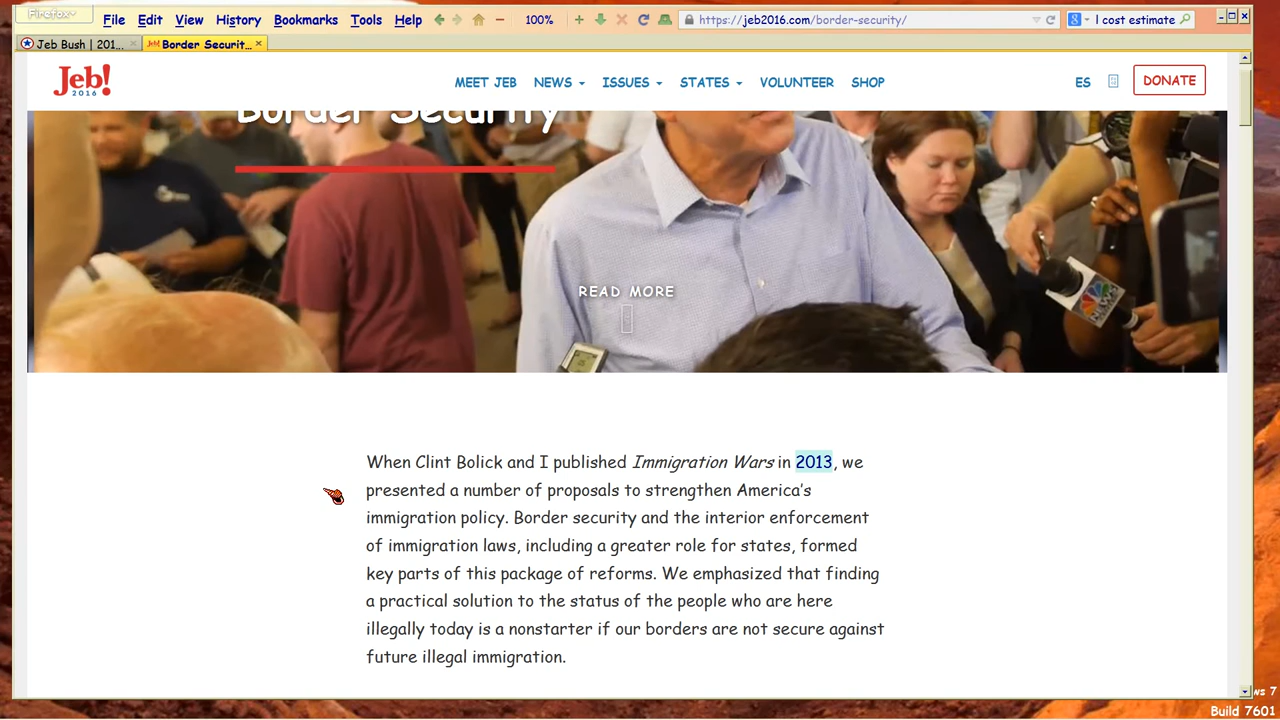 Firefox
File Edit View History Bookmarks Tools Help 100% https://jeb2016.com/border-security/ l cost estimate
Jeb Bush | 201... Border Securit...
Jeb!
2016
MEET JEB NEWS ISSUES STATES VOLUNTEER SHOP ES DONATE
Border Security
READ MORE
When Clint Bolick and I published Immigration Wars in 2013, we
presented a number of proposals to strengthen America's
immigration policy. Border security and the interior enforcement
of immigration laws, including a greater role for states, formed
key parts of this package of reforms. We emphasized that finding
a practical solution to the status of the people who are here
illegally today is a nonstarter if our borders are not secure against
future illegal immigration.
ws 7
Build 7601